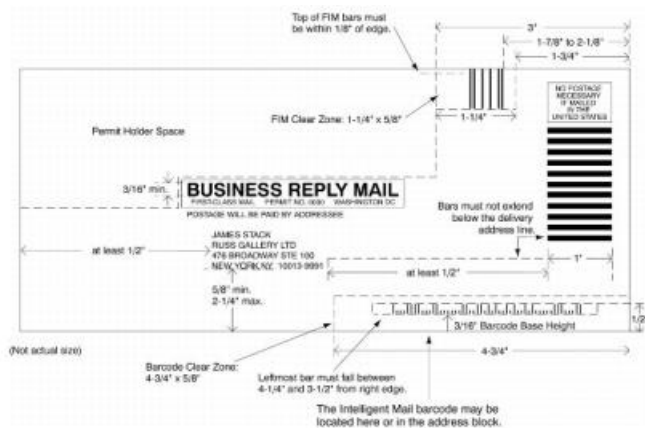 Top of FIM bars must
be within 1/8" of edge.
3"
1-7/8" to 2-1/8"
1-3/4"
FIM Clear Zone: 1-1/4" x 5/8"
1-1/4"
NO POSTAGE
NECESSARY
IF MAILED
IN THE
UNITED STATES
Permit Holder Space
3/16" min.
BUSINESS REPLY MAIL
FIRST-CLASS MAIL PERMIT NO. 0000 WASHINGTON DC
POSTAGE WILL BE PAID BY ADDRESSEE
Bars must not extend
below the delivery
address line.
at least 1/2"
JAMES STACK
RUSS GALLERY LTD
476 BROADWAY STE 100
NEW YORK NY 10013-9991
at least 1/2"
1"
5/8" min.
2-1/4" max.
1/2"
3/16" Barcode Base Height
(Not actual size)
Barcode Clear Zone:
4-3/4" x 5/8"
4-3/4"
Leftmost bar must fall between
4-1/4" and 3-1/2" from right edge.
The Intelligent Mail barcode may be
located here or in the address block.